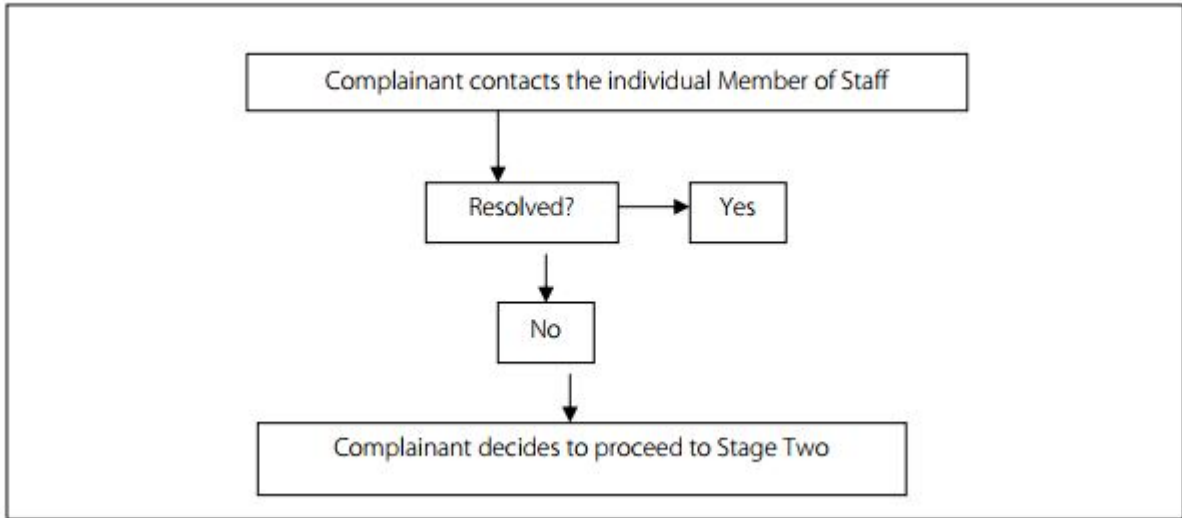 Complainant contacts the individual Member of Staff
Resolved?
Yes
No
Complainant decides to proceed to Stage Two